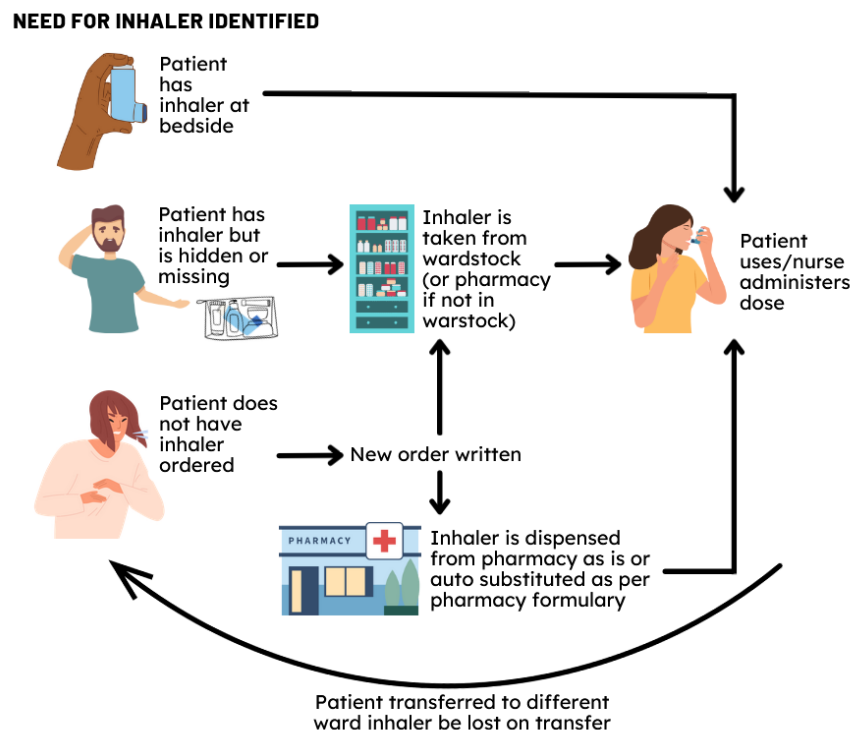 NEED FOR INHALER IDENTIFIED
Patient
has
inhaler at
bedside
Patient has
inhaler but
is hidden or
missing
Inhaler is
taken from
wardstock
(or pharmacy
if not in
warstock)
Patient
uses/nurse
administers
dose
Patient does
not have
inhaler
ordered
New order written
PHARMACY
Inhaler is dispensed
from pharmacy as is or
auto substituted as per
pharmacy formulary
Patient transferred to different
ward inhaler be lost on transfer